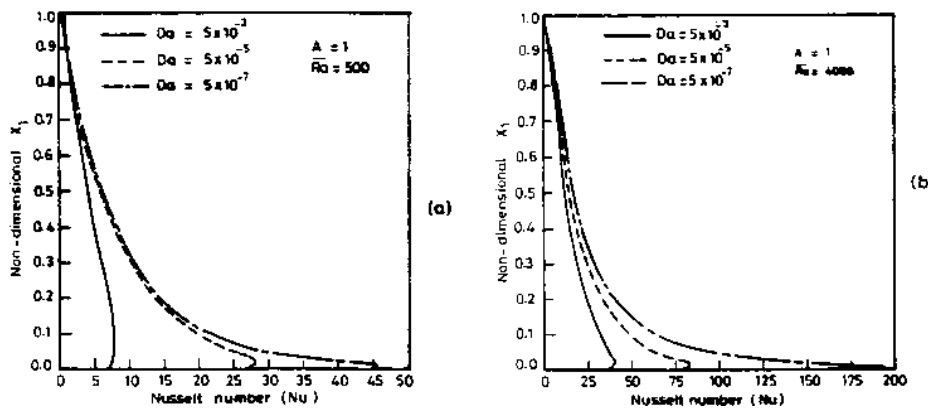 (a)
Da = 5x10⁻³
Da = 5x10⁻⁵
Da = 5x10⁻⁷
A = 1
R̅a̅ = 500
Non-dimensional X₁
1.0
0.9
0.8
0.7
0.6
0.5
0.4
0.3
0.2
0.1
0.0
0 5 10 15 20 25 30 35 40 45 50
Nusselt number (Nu)
(b
Da = 5x10⁻³
Da = 5x10⁻⁵
Da = 5x10⁻⁷
A = 1
R̅a̅ =
Non-dimensional X₁
1.0
0.9
0.8
0.7
0.6
0.5
0.4
0.3
0.2
0.1
0.0
0 25 50 75 100 125 150 175 200
Nusselt number (Nu)